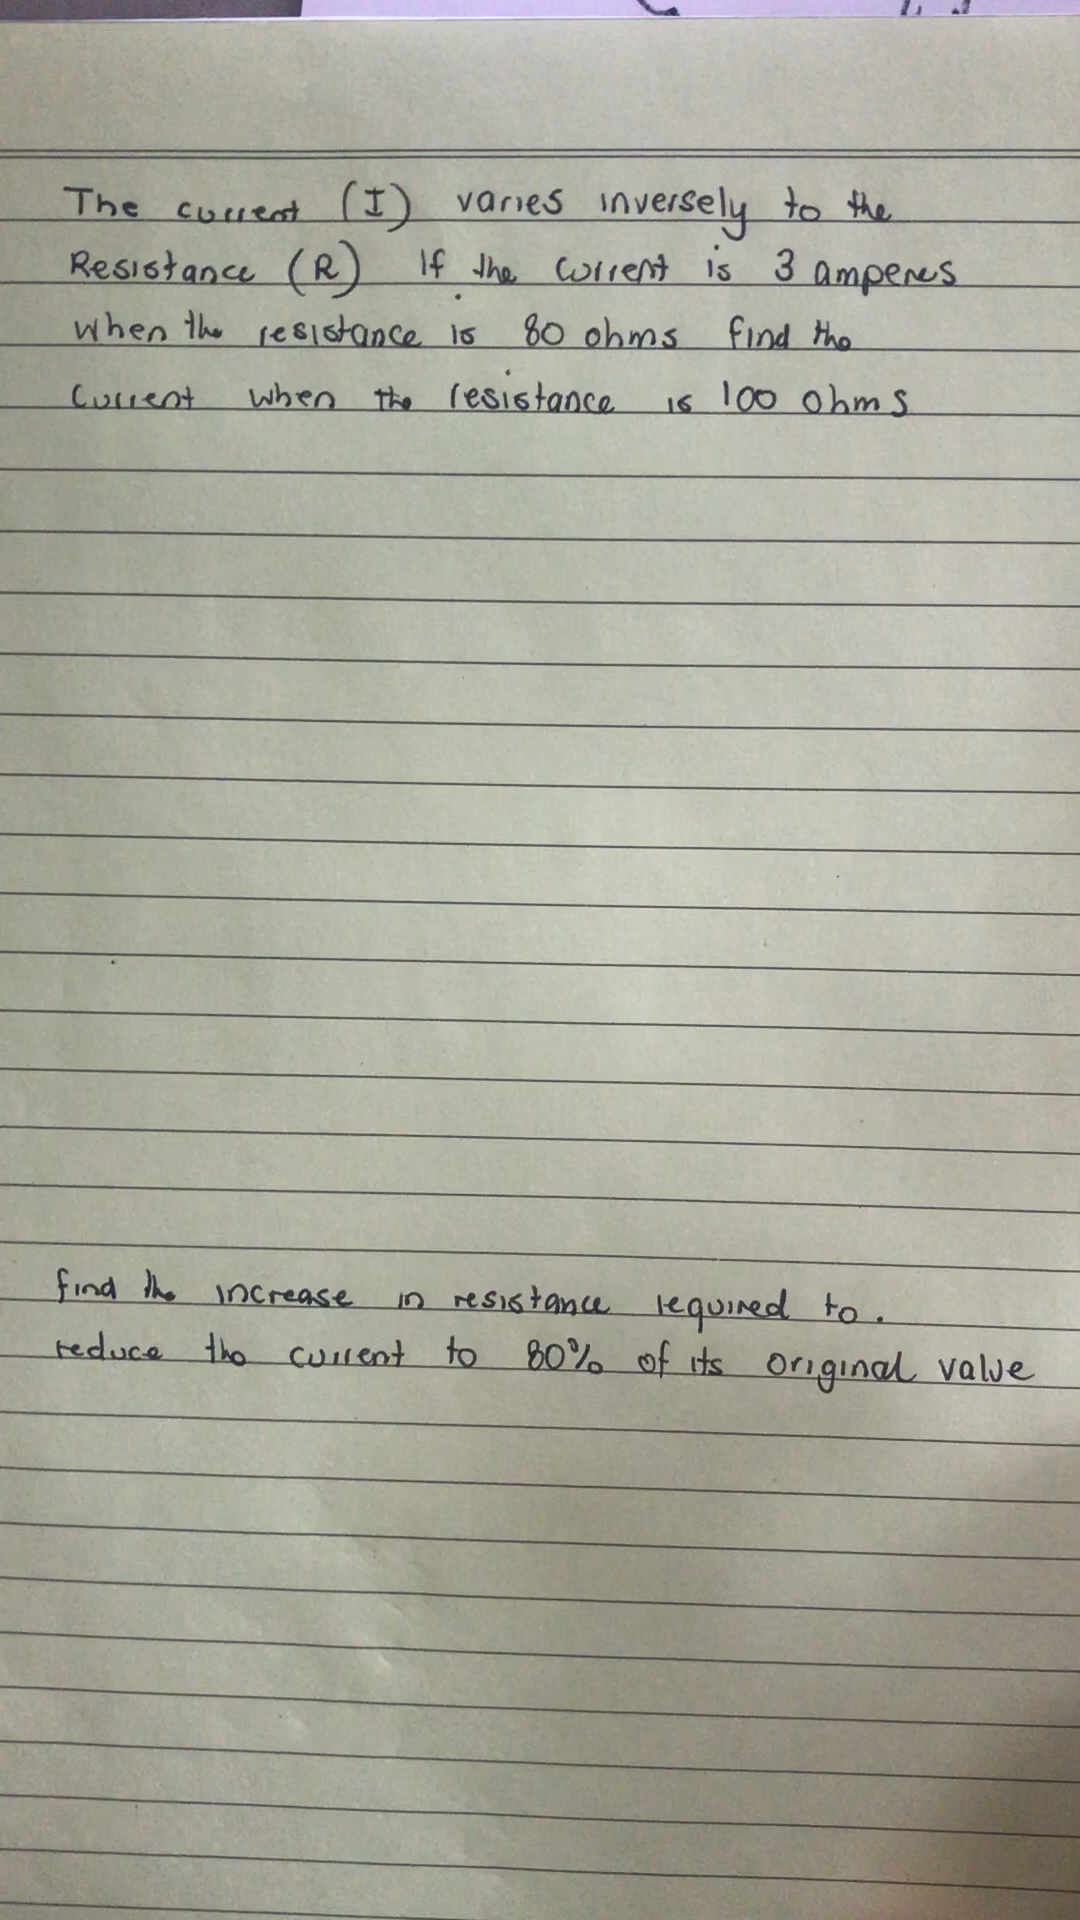 The current (I) varies inversely to the
Resistance (R) If the current is 3 amperes
when the resistance is 80 ohms find the
current when the resistance is 100 ohms
find the increase in resistance required to.
reduce the current to 80% of its original value